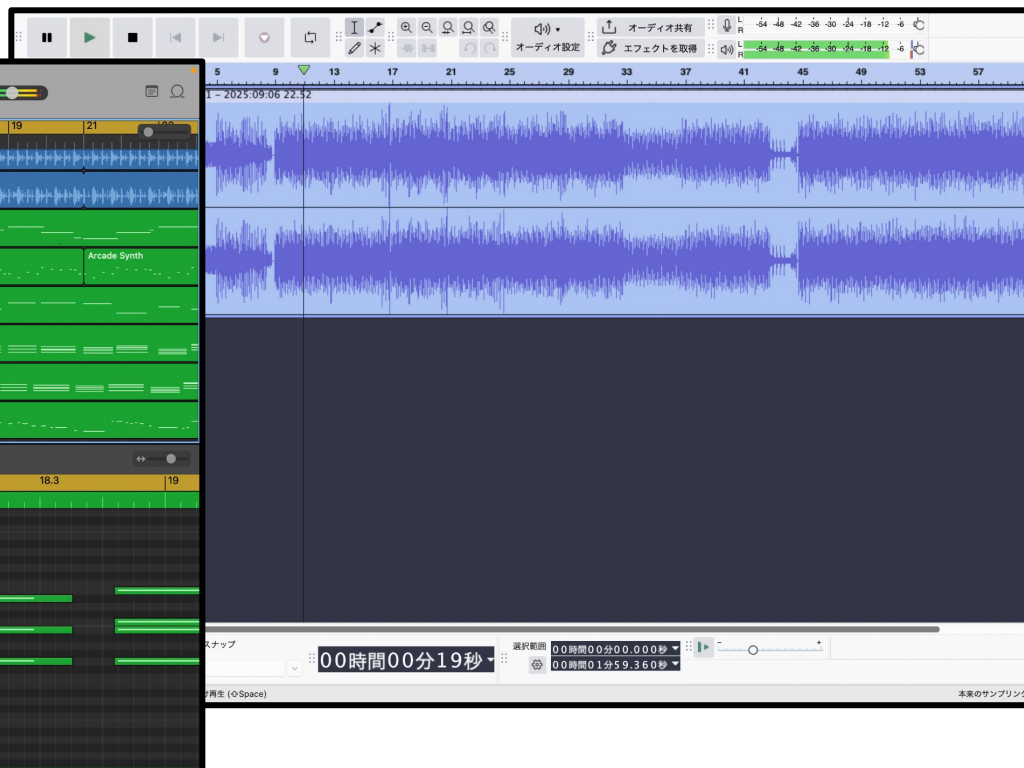 -54 -48 -42 -36 -30 -24 -18 -12 -6
オーディオ設定
オーディオ共有
エフェクトを取得
L
R
L
R
-54 -48 -42 -36 -30 -24 -18 -12 -6
5 9 13 17 21 25 29 33 37 41 45 49 53 57
1 - 2025:09:06 22.52
19 21
Arcade Synth
18.3 19
スナップ
00時間00分19秒
選択範囲
00時間00分00.000秒
00時間01分59.360秒
- +
再生 (⇧Space)
本来のサンプリン